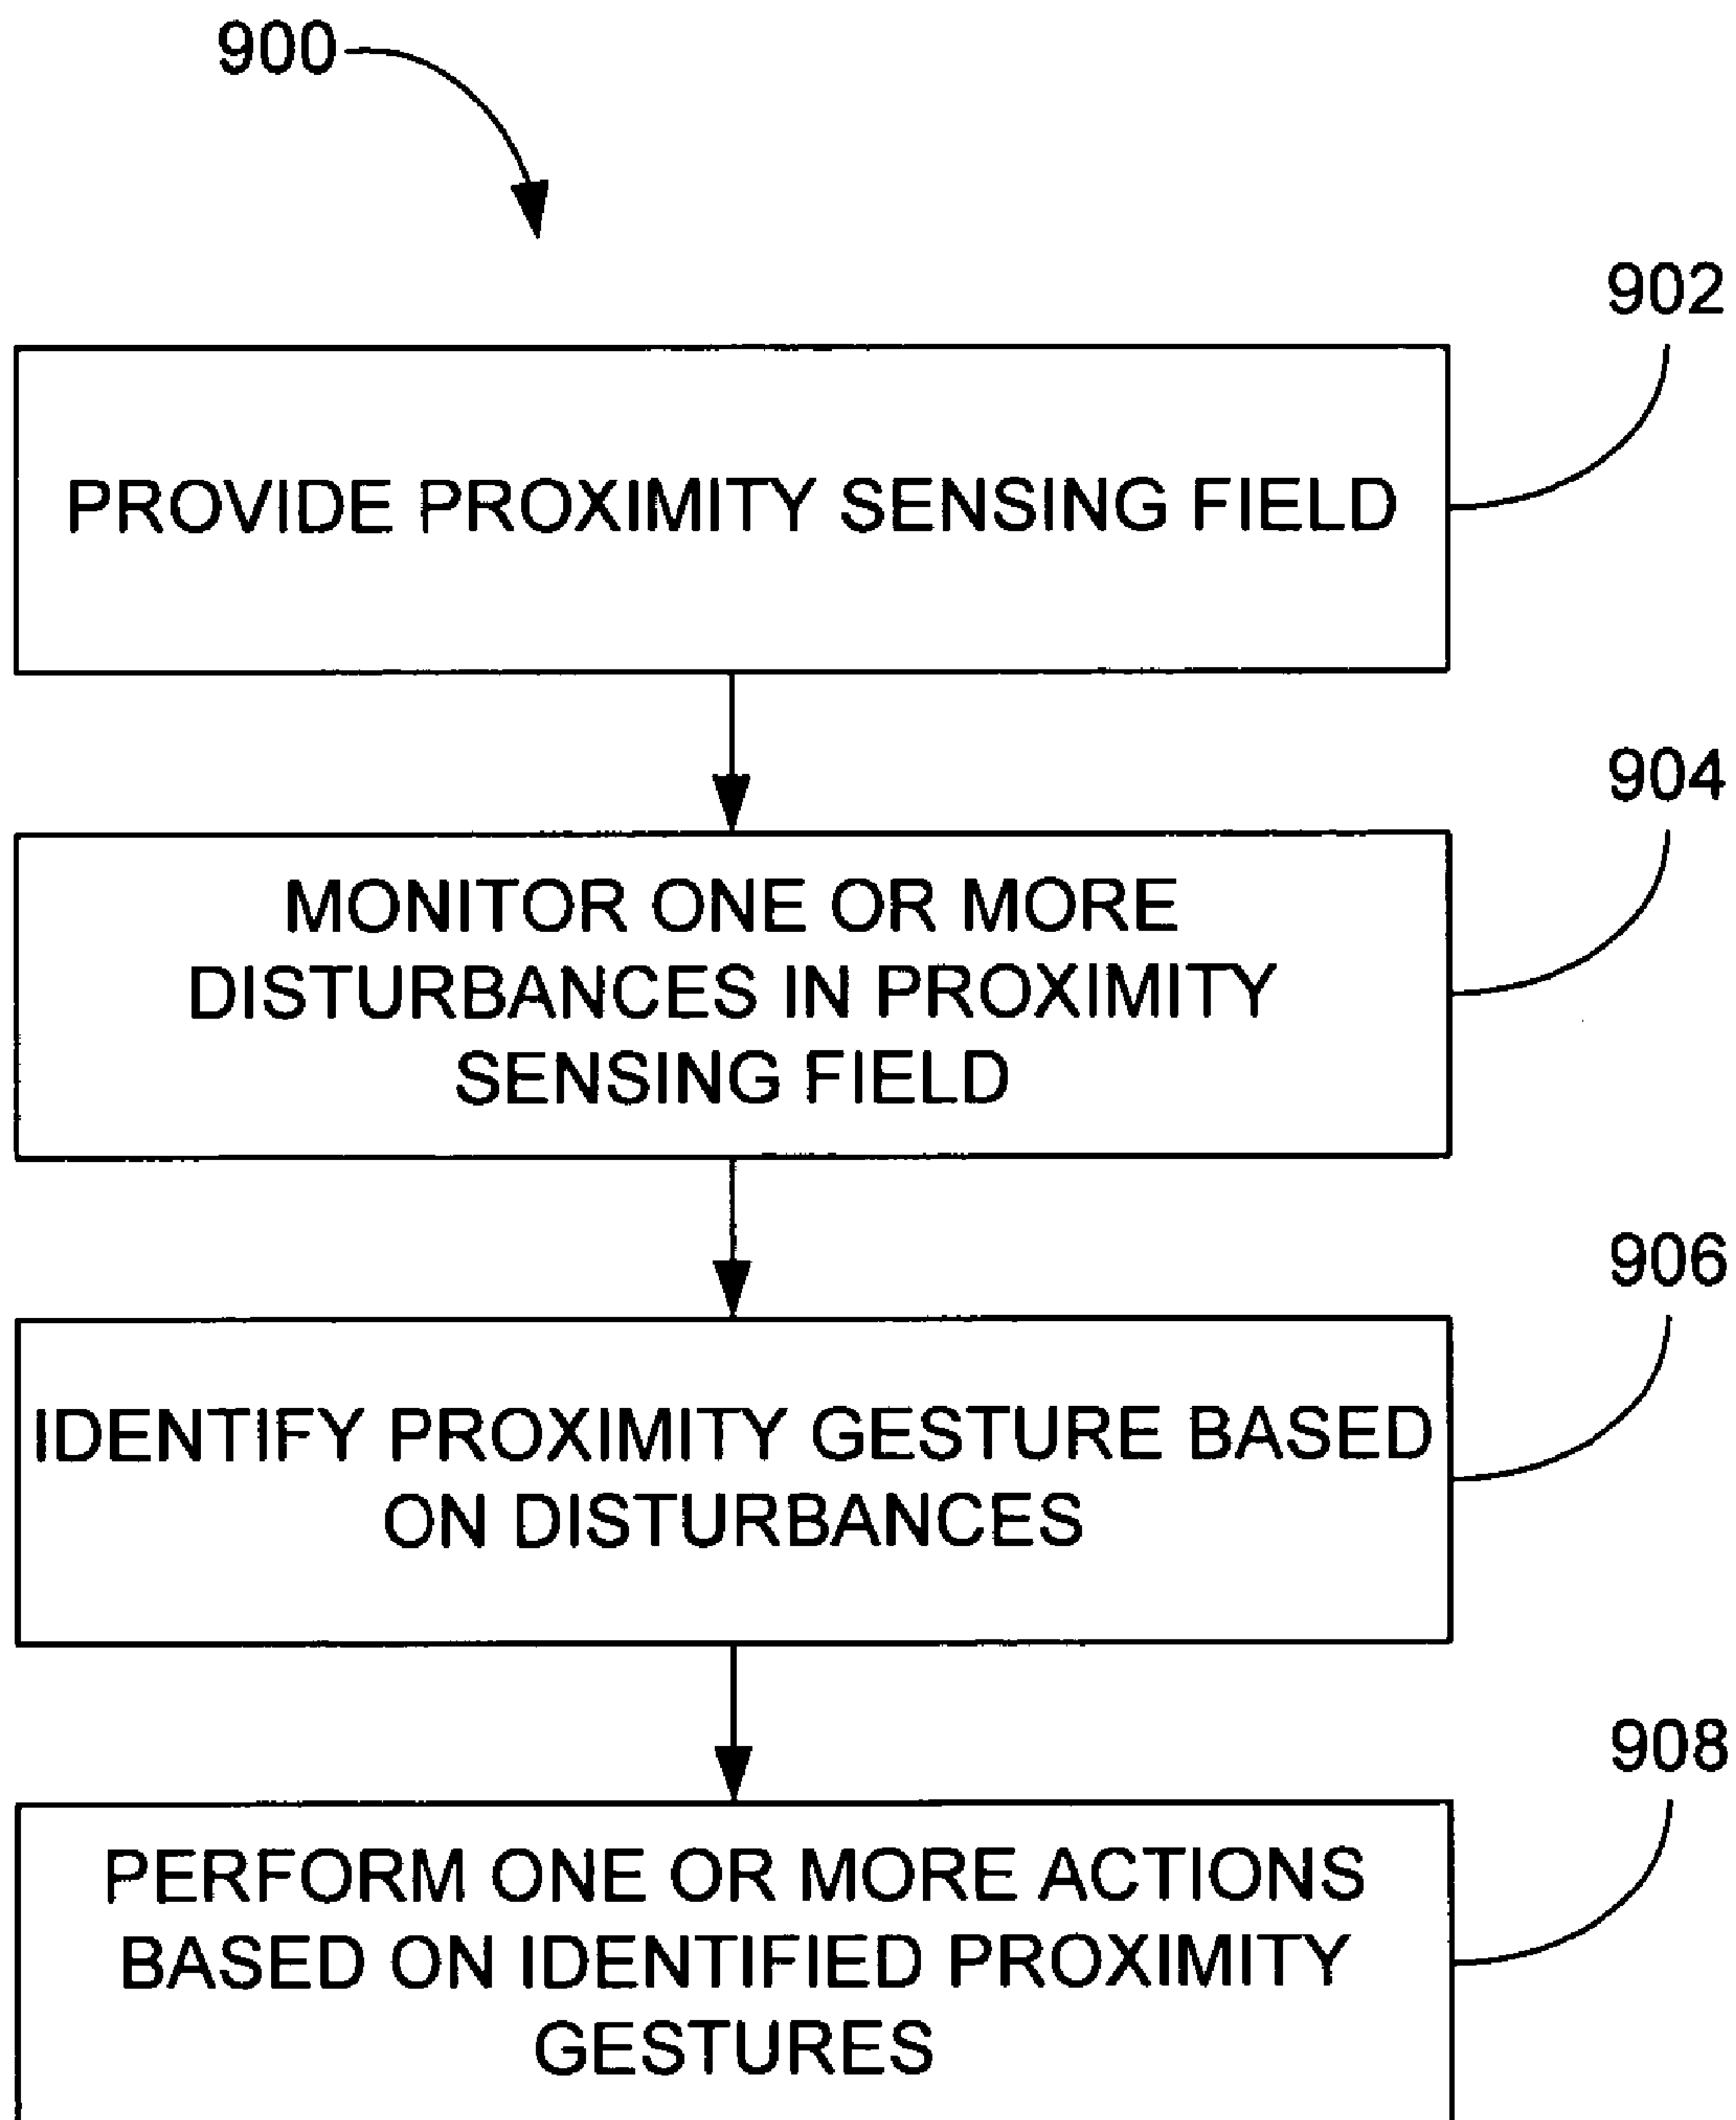 900
902
PROVIDE PROXIMITY SENSING FIELD
904
MONITOR ONE OR MORE
DISTURBANCES IN PROXIMITY
SENSING FIELD
906
IDENTIFY PROXIMITY GESTURE BASED
ON DISTURBANCES
908
PERFORM ONE OR MORE ACTIONS
BASED ON IDENTIFIED PROXIMITY
GESTURES